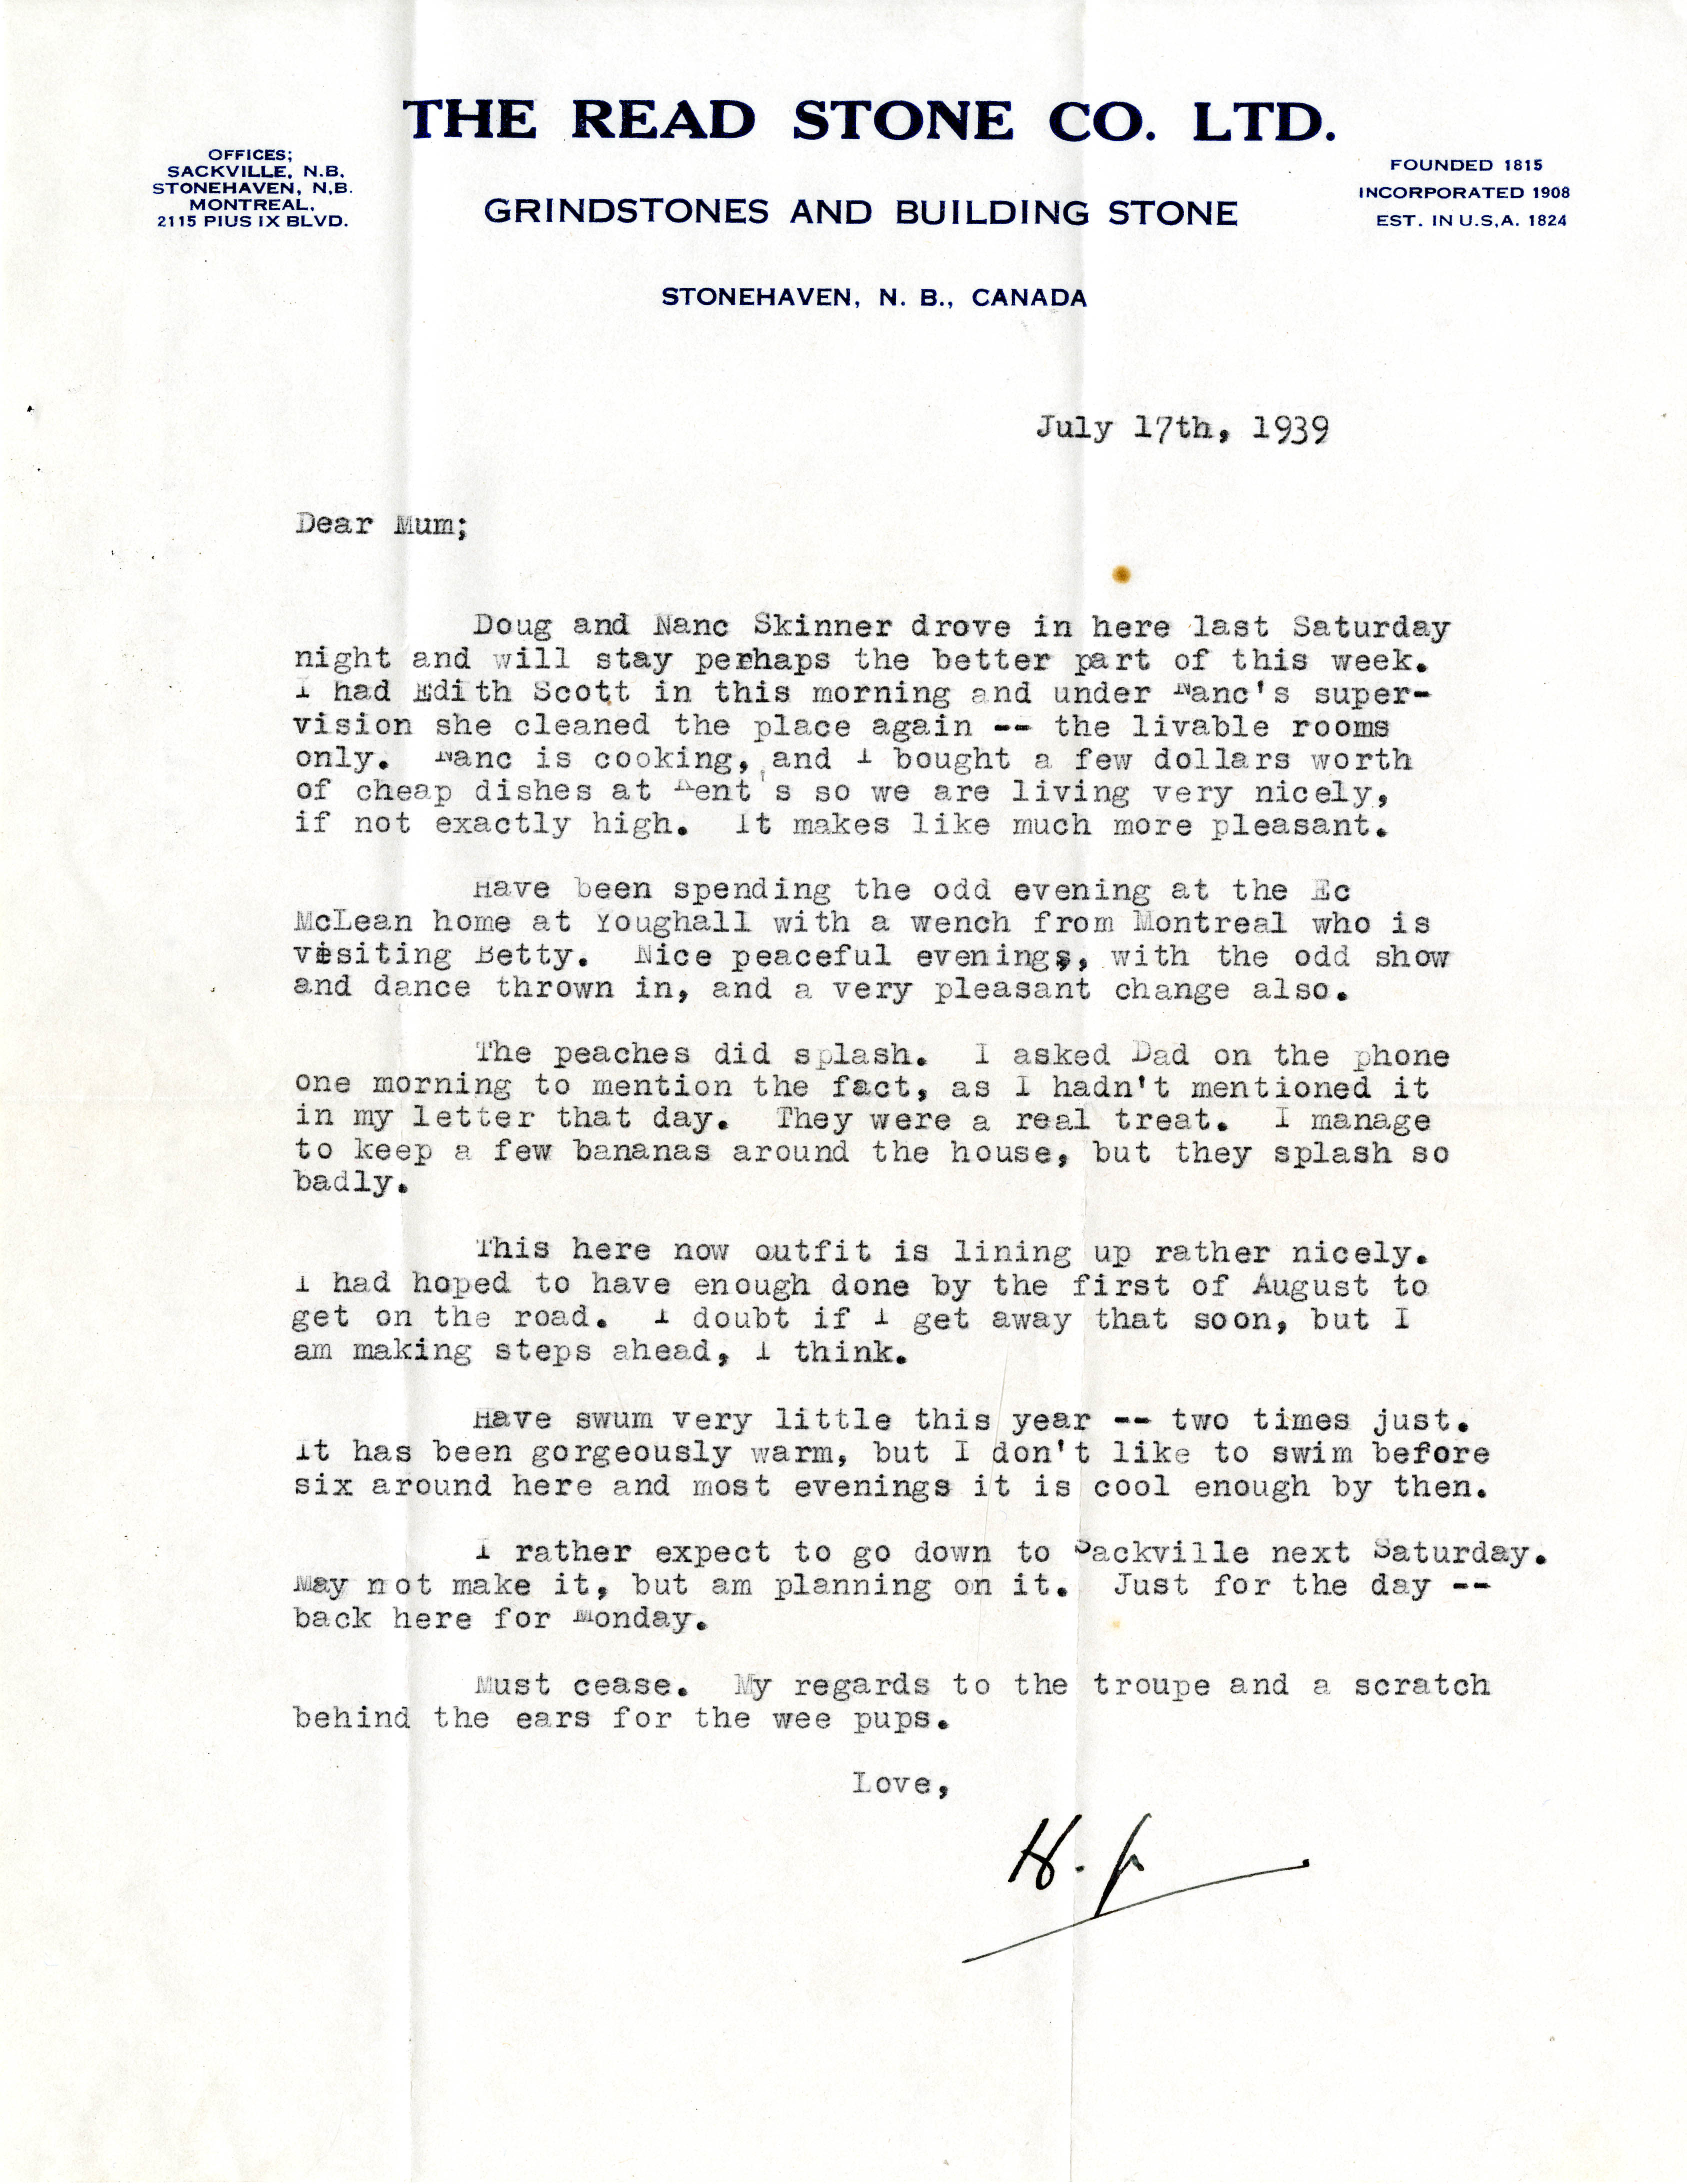 THE READ STONE CO. LTD.
OFFICES;
SACKVILLE, N.B.
STONEHAVEN, N,B.
MONTREAL.
2115 PIUS IX BLVD.
GRINDSTONES AND BUILDING STONE
FOUNDED 1815
INCORPORATED 1908
EST. IN U.S,A. 1824
STONEHAVEN, N. B., CANADA
July 17th, 1939
Dear Mum;
Doug and Nanc Skinner drove in here last Saturday
night and will stay perhaps the better part of this week.
I had Edith Scott in this morning and under Nanc's super-
vision she cleaned the place again -- the livable rooms
only. Nanc is cooking, and I bought a few dollars worth
of cheap dishes at so we are living very nicely,
if not exactly high. It makes like much more pleasant.
Have been spending the odd evening at the Ec
McLean home at Youghall with a wench from Montreal who is
visiting Betty. Nice peaceful evenings, with the odd show
and dance thrown in, and a very pleasant change also.
The peaches did splash. I asked Dad on the phone
one morning to mention the fact, as I hadn't mentioned it
in my letter that day. They were a real treat. I manage
to keep a few bananas around the house, but they splash so
badly.
This here now outfit is lining up rather nicely.
I had hoped to have enough done by the first of August to
get on the road. I doubt if I get away that soon, but I
am making steps ahead, I think.
Have swum very little this year -- two times just.
It has been gorgeously warm, but I don't like to swim before
six around here and most evenings it is cool enough by then.
I rather expect to go down to Sackville next Saturday.
May not make it, but am planning on it. Just for the day --
back here for Monday.
Must cease. My regards to the troupe and a scratch
behind the ears for the wee pups.
Love,